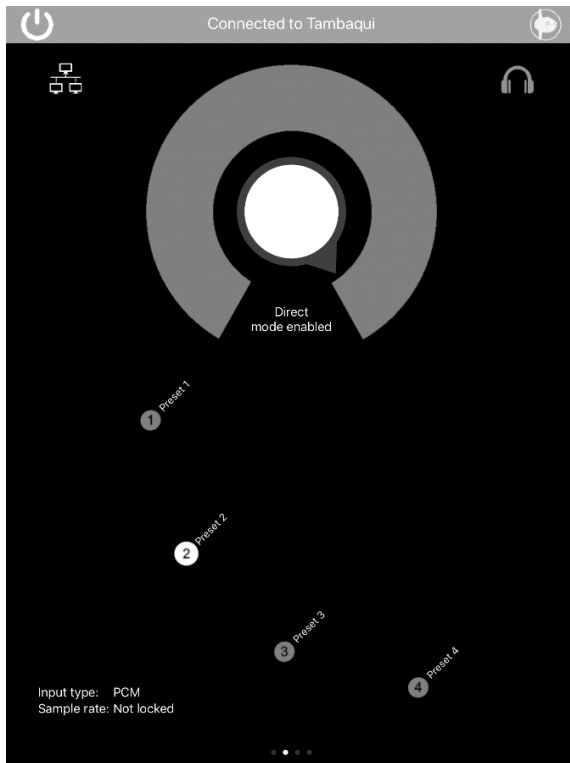 Connected to Tambaqui
Direct
mode enabled
1 Preset 1
2 Preset 2
3 Preset 3
4 Preset 4
Input type: PCM
Sample rate: Not locked